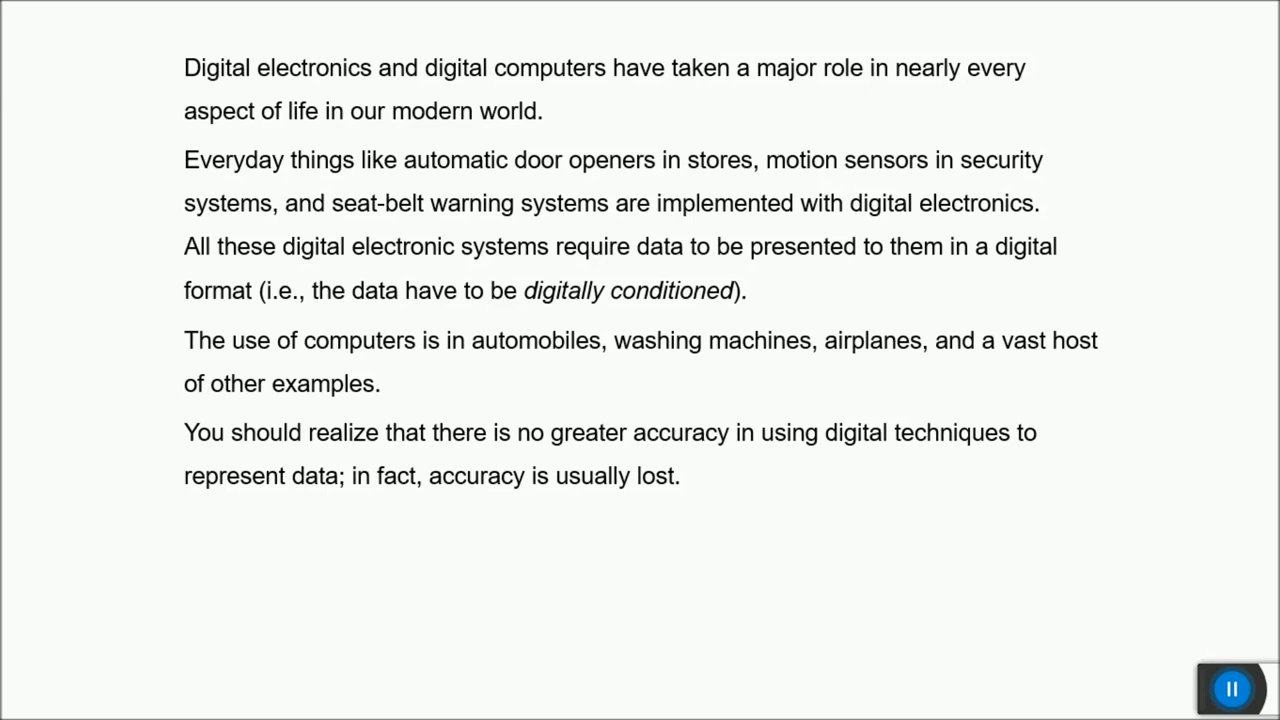 Digital electronics and digital computers have taken a major role in nearly every
aspect of life in our modern world.
Everyday things like automatic door openers in stores, motion sensors in security
systems, and seat-belt warning systems are implemented with digital electronics.
All these digital electronic systems require data to be presented to them in a digital
format (i.e., the data have to be digitally conditioned).
The use of computers is in automobiles, washing machines, airplanes, and a vast host
of other examples.
You should realize that there is no greater accuracy in using digital techniques to
represent data; in fact, accuracy is usually lost.